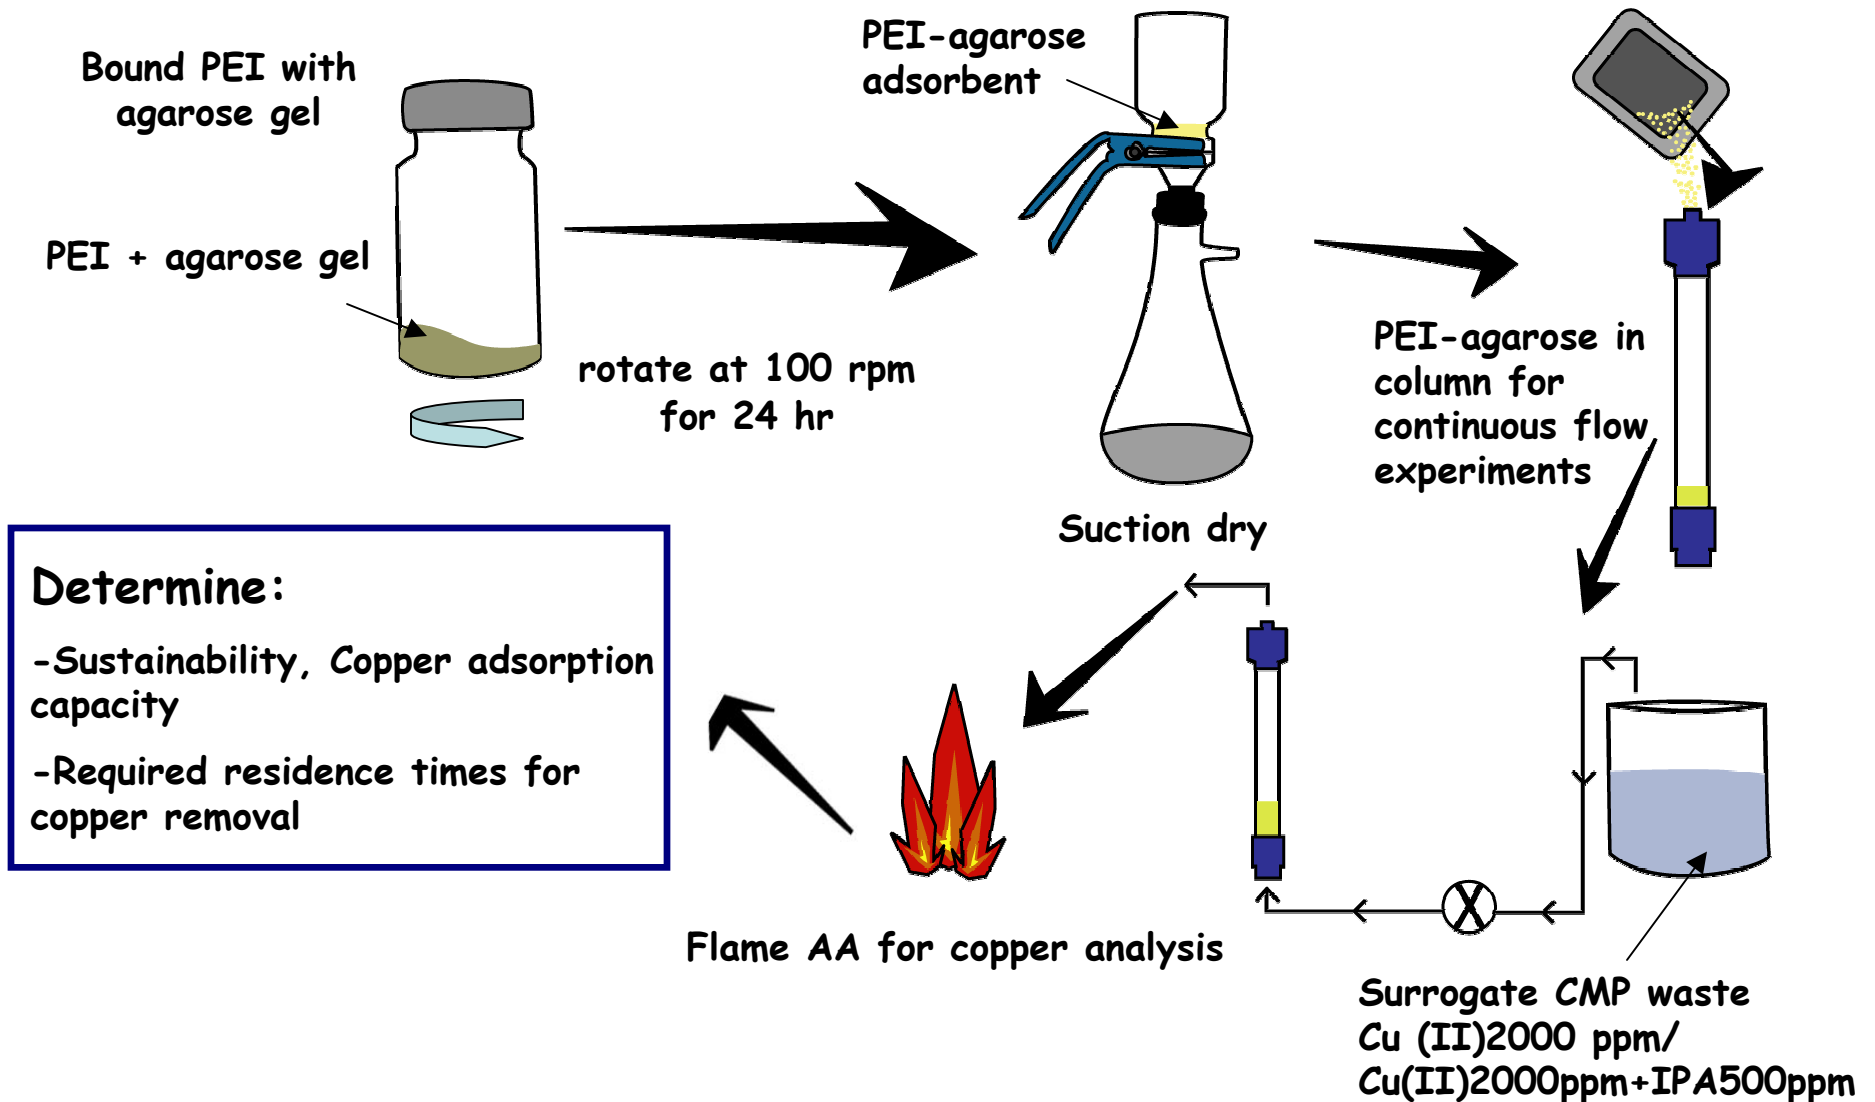 Bound PEI with
agarose gel
PEI + agarose gel
rotate at 100 rpm
for 24 hr
PEI-agarose
adsorbent
Suction dry
PEI-agarose in
column for
continuous flow
experiments
Surrogate CMP waste
Cu (II)2000 ppm/
Cu(II)2000ppm+IPA500ppm
Flame AA for copper analysis
Determine:
-Sustainability, Copper adsorption
capacity
-Required residence times for
copper removal